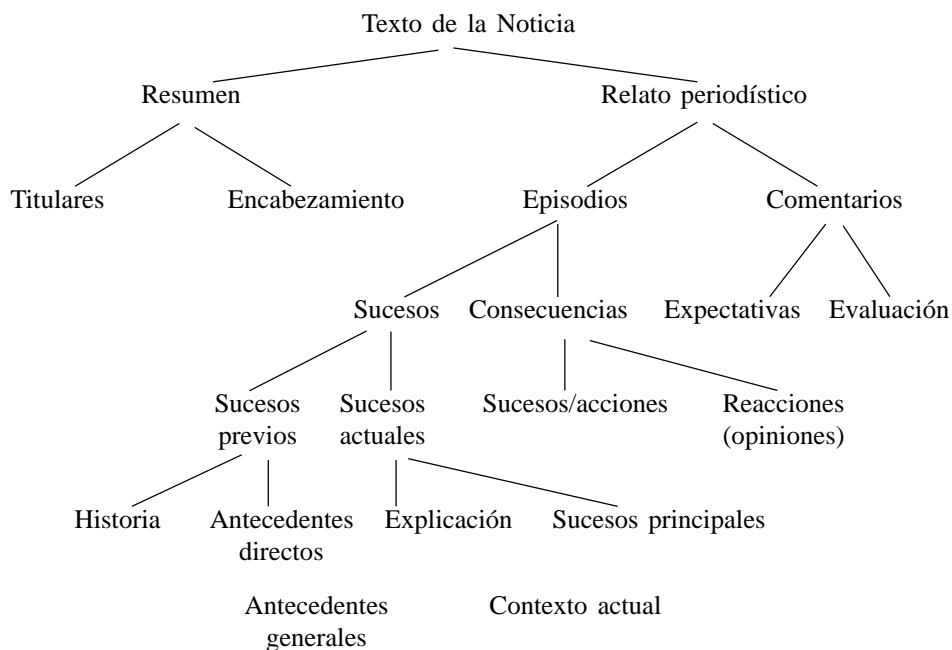 Texto de la Noticia
Resumen Relato periodístico
Titulares Encabezamiento Episodios Comentarios
Sucesos Consecuencias Expectativas Evaluación
Sucesos Sucesos Sucesos/acciones Reacciones
previos actuales (opiniones)
Historia Antecedentes Explicación Sucesos principales
directos
Antecedentes Contexto actual
generales